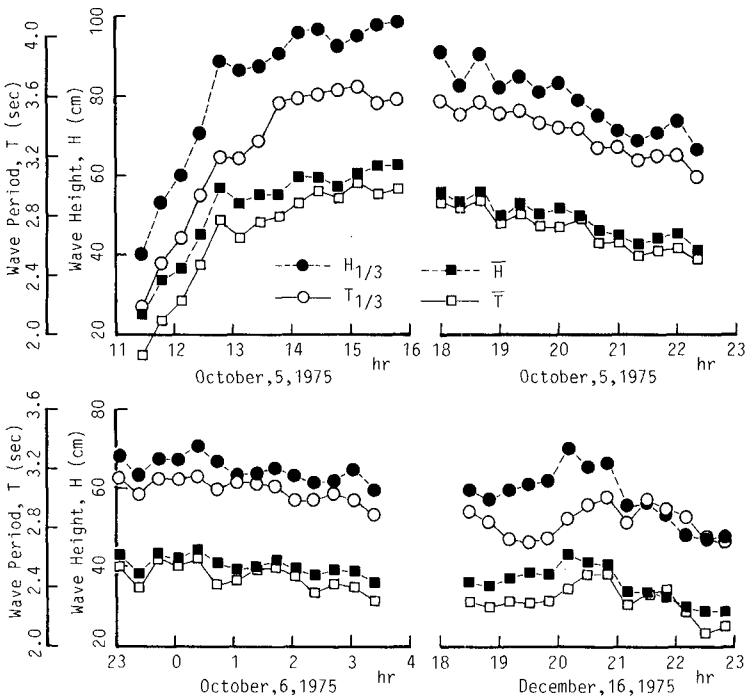 Wave Period, T (sec)
4.0
3.6
3.2
2.8
2.4
2.0
Wave Height, H (cm)
100
80
60
40
20
H1/3
T1/3
H̅
T̅
11 12 13 14 15 16
hr
October,5,1975
18 19 20 21 22 23
hr
October,5,1975
Wave Period, T (sec)
3.6
3.2
2.8
2.4
2.0
Wave Height, H (cm)
80
60
40
20
23 0 1 2 3 4
hr
October,6,1975
18 19 20 21 22 23
hr
December,16,1975